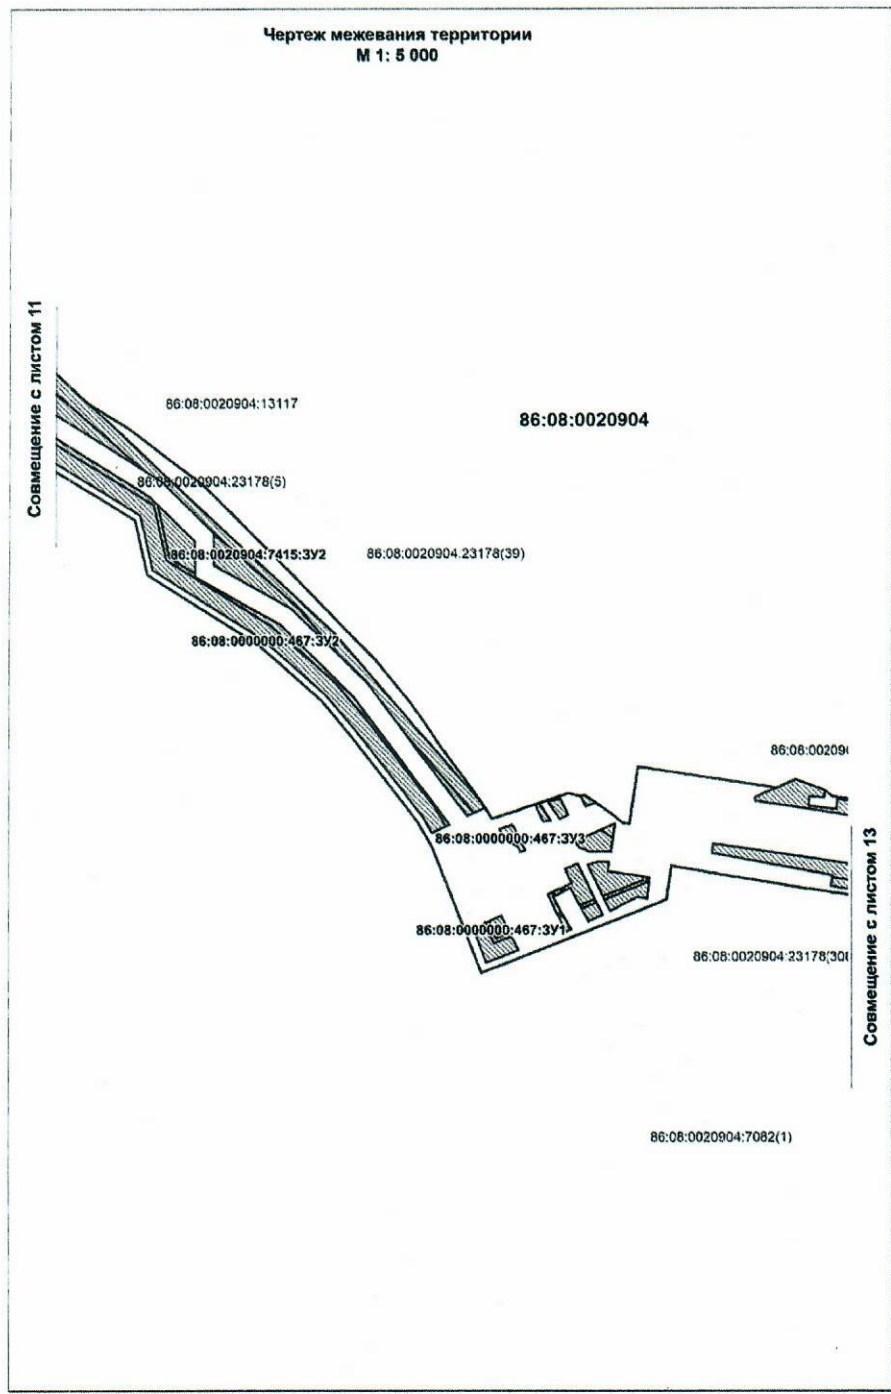 Чертеж межевания территории
М 1: 5 000
Совмещение с листом 11
86:08:0020904:13117
86:08:0020904
86:08:0020904:23178(5)
86:08:0020904:7415:ЗУ2
86:08:0020904:23178(39)
86:08:0000000:467:ЗУ2
86:08:002090
86:08:0000000:467:ЗУ3
86:08:0000000:467:ЗУ1
86:08:0020904:23178(30
Совмещение с листом 13
86:08:0020904:7082(1)